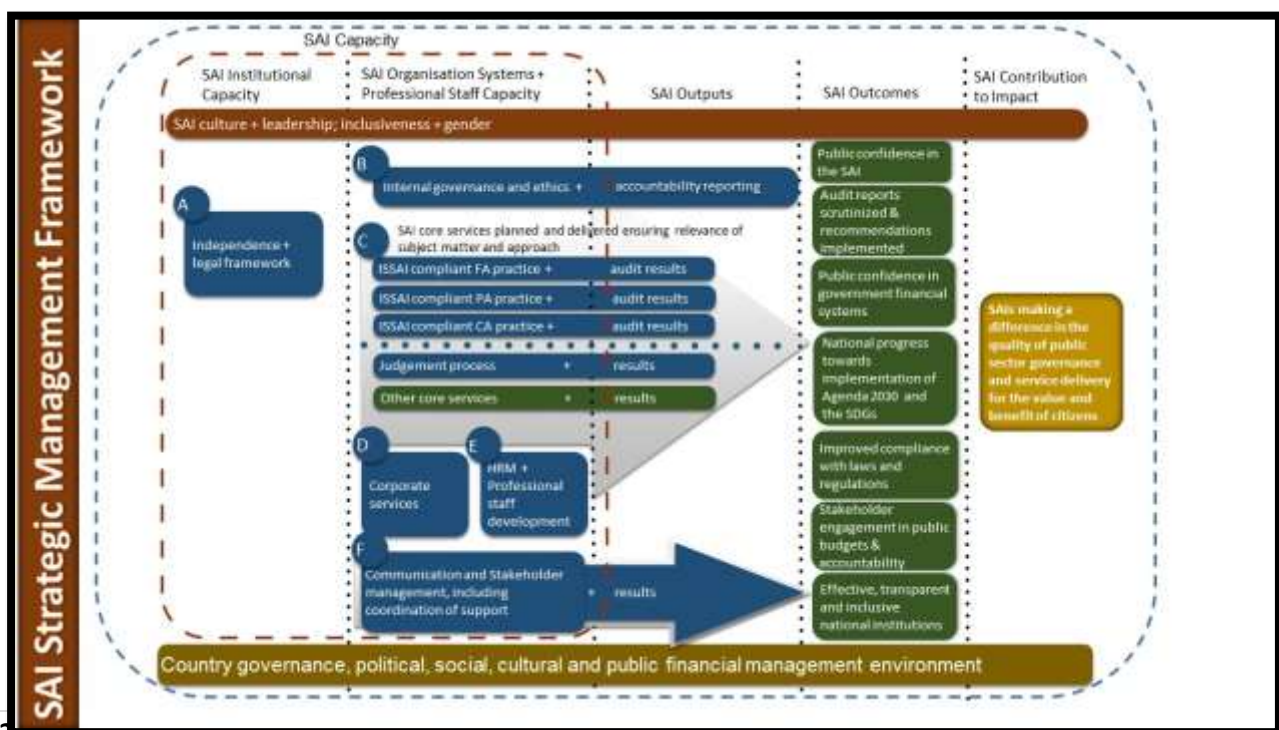 SAI Strategic Management Framework
SAI Capacity
SAI Institutional
Capacity
SAI Organisation Systems +
Professional Staff Capacity
SAI Outputs
SAI Outcomes
SAI Contribution
to Impact
SAI culture + leadership; inclusiveness + gender
A
Independence +
legal framework
B
Internal governance and ethics + accountability reporting
C
SAI core services planned and delivered ensuring relevance of
subject matter and approach
ISSAI compliant FA practice + audit results
ISSAI compliant PA practice + audit results
ISSAI compliant CA practice + audit results
Judgement process + results
Other core services + results
D
Corporate
services
E
HRM +
Professional
staff
development
F
Communication and Stakeholder
management, including
coordination of support
+ results
Public confidence in
the SAI
Audit reports
scrutinized &
recommendations
implemented
Public confidence in
government financial
systems
National progress
towards
implementation of
Agenda 2030 and
the SDGs
Improved compliance
with laws and
regulations
Stakeholder
engagement in public
budgets &
accountability
Effective, transparent
and inclusive
national institutions
SAIs making a
difference in the
quality of public
sector governance
and service delivery
for the value and
benefit of citizens
Country governance, political, social, cultural and public financial management environment